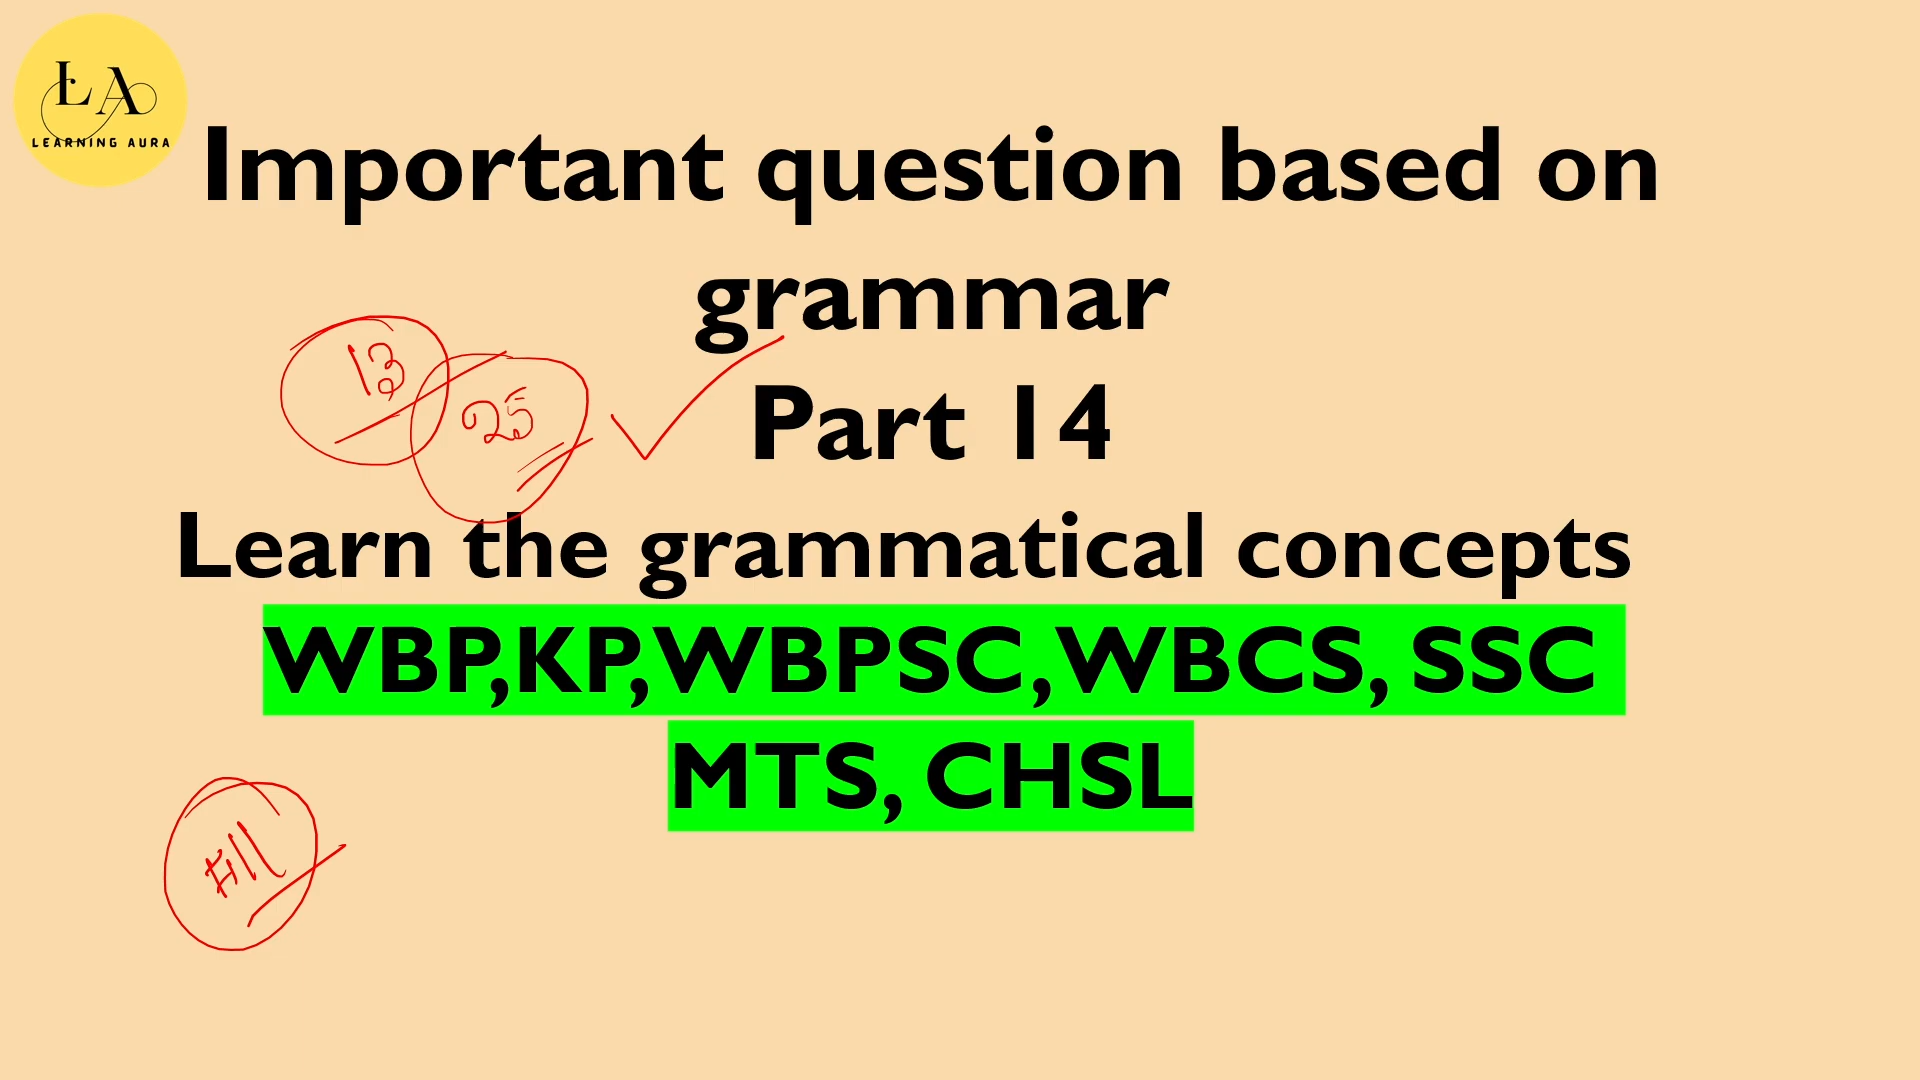 LA
LEARNING AURA
Important question based on
grammar
13
25
Part 14
Learn the grammatical concepts
WBP,KP,WBPSC,WBCS, SSC
MTS, CHSL
Fill